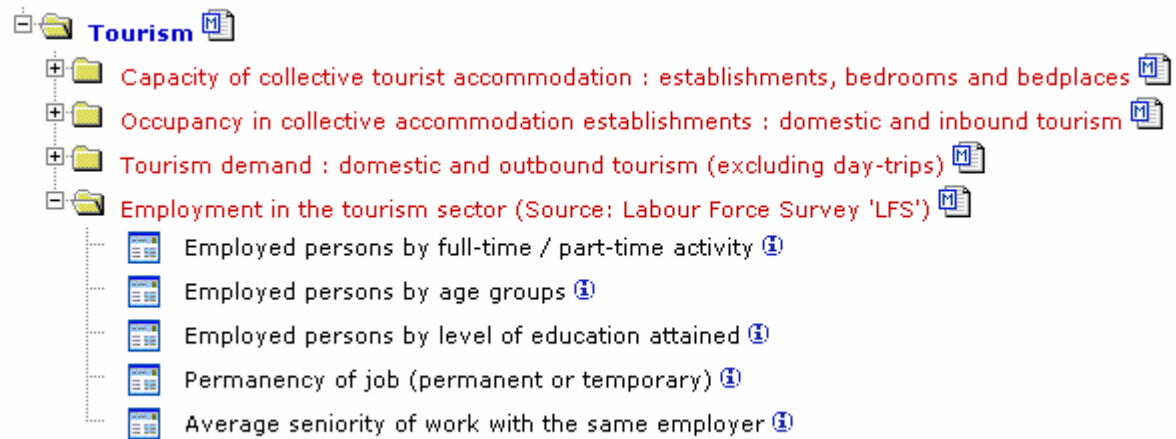 Tourism
Capacity of collective tourist accommodation : establishments, bedrooms and bedplaces
Occupancy in collective accommodation establishments : domestic and inbound tourism
Tourism demand : domestic and outbound tourism (excluding day-trips)
Employment in the tourism sector (Source: Labour Force Survey 'LFS')
Employed persons by full-time / part-time activity
Employed persons by age groups
Employed persons by level of education attained
Permanency of job (permanent or temporary)
Average seniority of work with the same employer